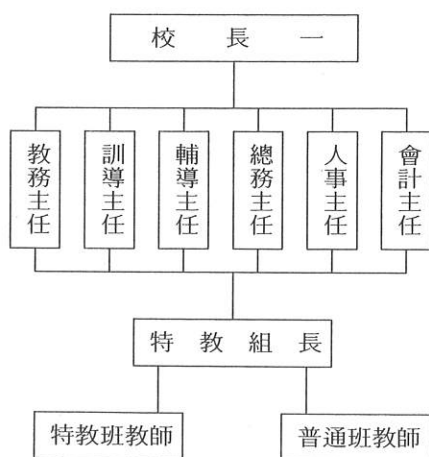 校長一
教務主任
訓導主任
輔導主任
總務主任
人事主任
會計主任
特教組長
特教班教師
普通班教師